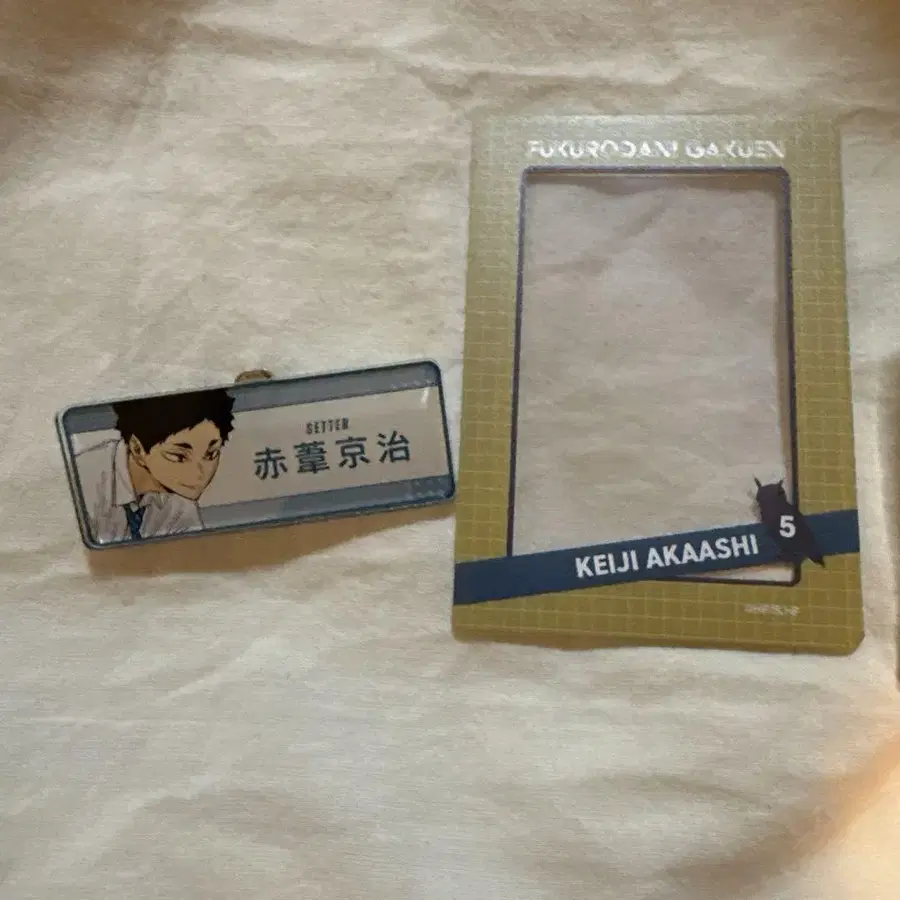 SETTER
赤葦京治
FUKURODANI GAKUEN
5
KEIJI AKAASHI